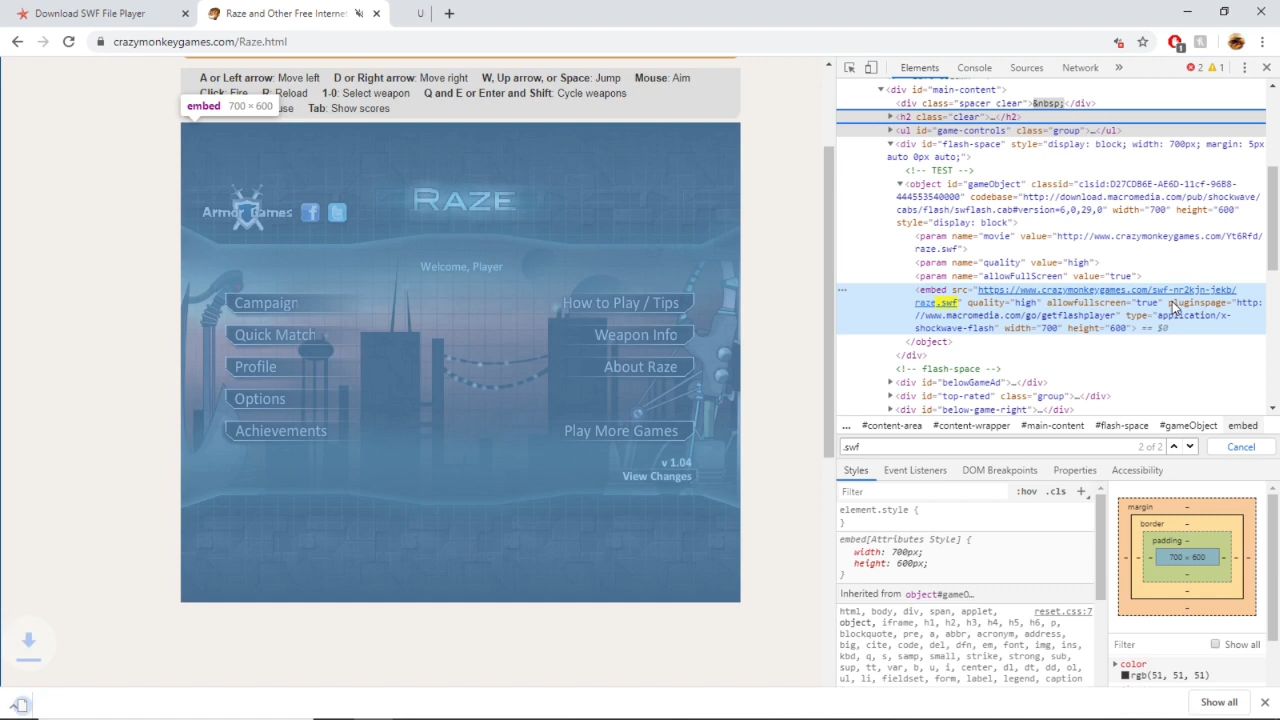 Download SWF File Player
Raze and Other Free Internet
U
crazymonkeygames.com/Raze.html
A or Left arrow: Move left D or Right arrow: Move right W, Up arrow, or Space: Jump Mouse: Aim
Click: Fire R: Reload 1-0: Select weapon Q and E or Enter and Shift: Cycle weapons
use Tab: Show scores
embed 700 × 600
Armor Games
RAZE
Welcome, Player
Campaign
How to Play / Tips
Quick Match
Weapon Info
Profile
About Raze
Options
Achievements
Play More Games
v 1.04
View Changes
Elements Console Sources Network » 2 1
<div id="main-content">
<div class="spacer clear">&nbsp;</div>
<h2 class="clear">…</h2>
<ul id="game-controls" class="group">…</ul>
<div id="flash-space" style="display: block; width: 700px; margin: 5px
auto 0px auto;">
<!-- TEST -->
<object id="gameObject" classid="clsid:D27CDB6E-AE6D-11cf-96B8-
444553540000" codebase="http://download.macromedia.com/pub/shockwave/
cabs/flash/swflash.cab#version=6,0,29,0" width="700" height="600"
style="display: block">
<param name="movie" value="http://www.crazymonkeygames.com/Yt6Rfd/
raze.swf">
<param name="quality" value="high">
<param name="allowFullScreen" value="true">
<embed src="https://www.crazymonkeygames.com/swf-nr2kjn-jekb/
raze.swf" quality="high" allowfullscreen="true" pluginspage="http:
//www.macromedia.com/go/getflashplayer" type="application/x-
shockwave-flash" width="700" height="600"> == $0
</object>
</div>
<!-- flash-space -->
<div id="belowGameAd">…</div>
<div id="top-rated" class="group">…</div>
<div id="below-game-right">…</div>
... #content-area #content-wrapper #main-content #flash-space #gameObject embed
.swf 2 of 2 Cancel
Styles Event Listeners DOM Breakpoints Properties Accessibility
Filter :hov .cls +
element.style {
}
embed[Attributes Style] {
width: 700px;
height: 600px;
}
Inherited from object#gameO…
html, body, div, span, applet, reset.css:7
object, iframe, h1, h2, h3, h4, h5, h6, p,
blockquote, pre, a, abbr, acronym, address,
big, cite, code, del, dfn, em, font, img, ins,
kbd, q, s, samp, small, strike, strong, sub,
sup, tt, var, b, u, i, center, dl, dt, dd, ol,
ul, li, fieldset, form, label, legend, caption
margin –
border –
padding –
– – – 700 × 600 – – –
–
–
–
Filter Show all
color
rgb(51, 51, 51)
Show all